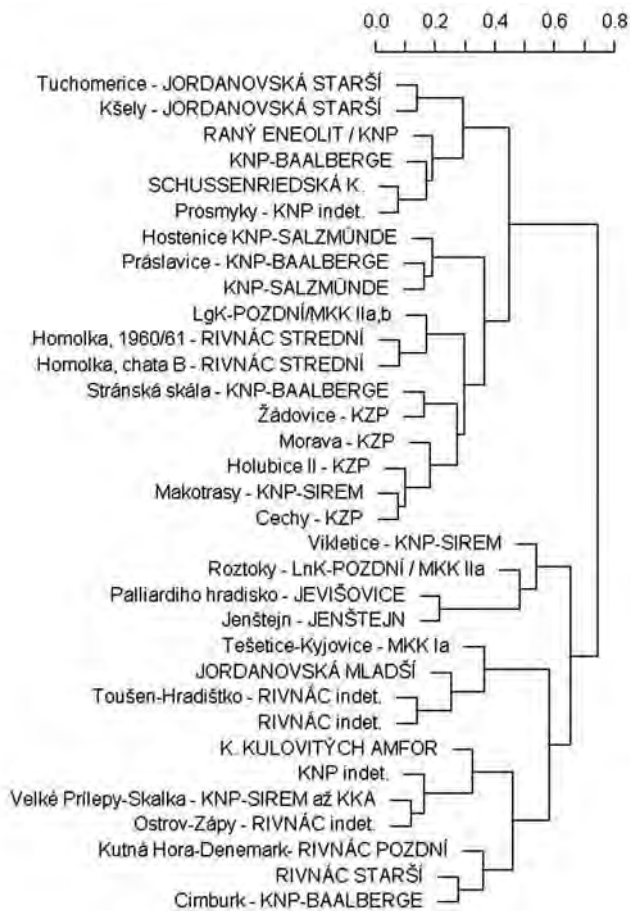 0.0 0.2 0.4 0.6 0.8
Tuchomerice - JORDANOVSKÁ STARŠÍ
Kšely - JORDANOVSKÁ STARŠÍ
RANÝ ENEOLIT / KNP
KNP-BAALBERGE
SCHUSSENRIEDSKÁ K.
Prosmyky - KNP indet.
Hostenice KNP-SALZMÜNDE
Práslavice - KNP-BAALBERGE
KNP-SALZMÜNDE
LgK-POZDNÍ/MKK IIa,b
Homolka, 1960/61 - RIVNÁC STREDNÍ
Homolka, chata B - RIVNÁC STREDNÍ
Stránská skála - KNP-BAALBERGE
Žádovice - KZP
Morava - KZP
Holubice II - KZP
Makotrasy - KNP-SIREM
Cechy - KZP
Vikletice - KNP-SIREM
Roztoky - LnK-POZDNÍ / MKK IIa
Palliardiho hradisko - JEVIŠOVICE
Jenštejn - JENŠTEJN
Tešetice-Kyjovice - MKK Ia
JORDANOVSKÁ MLADŠÍ
Toušen-Hradištko - RIVNÁC indet.
RIVNÁC indet.
K. KULOVITÝCH AMFOR
KNP indet.
Velké Prílepy-Skalka - KNP-SIREM až KKA
Ostrov-Zápy - RIVNÁC indet.
Kutná Hora-Denemark- RIVNÁC POZDNÍ
RIVNÁC STARŠÍ
Cimburk - KNP-BAALBERGE